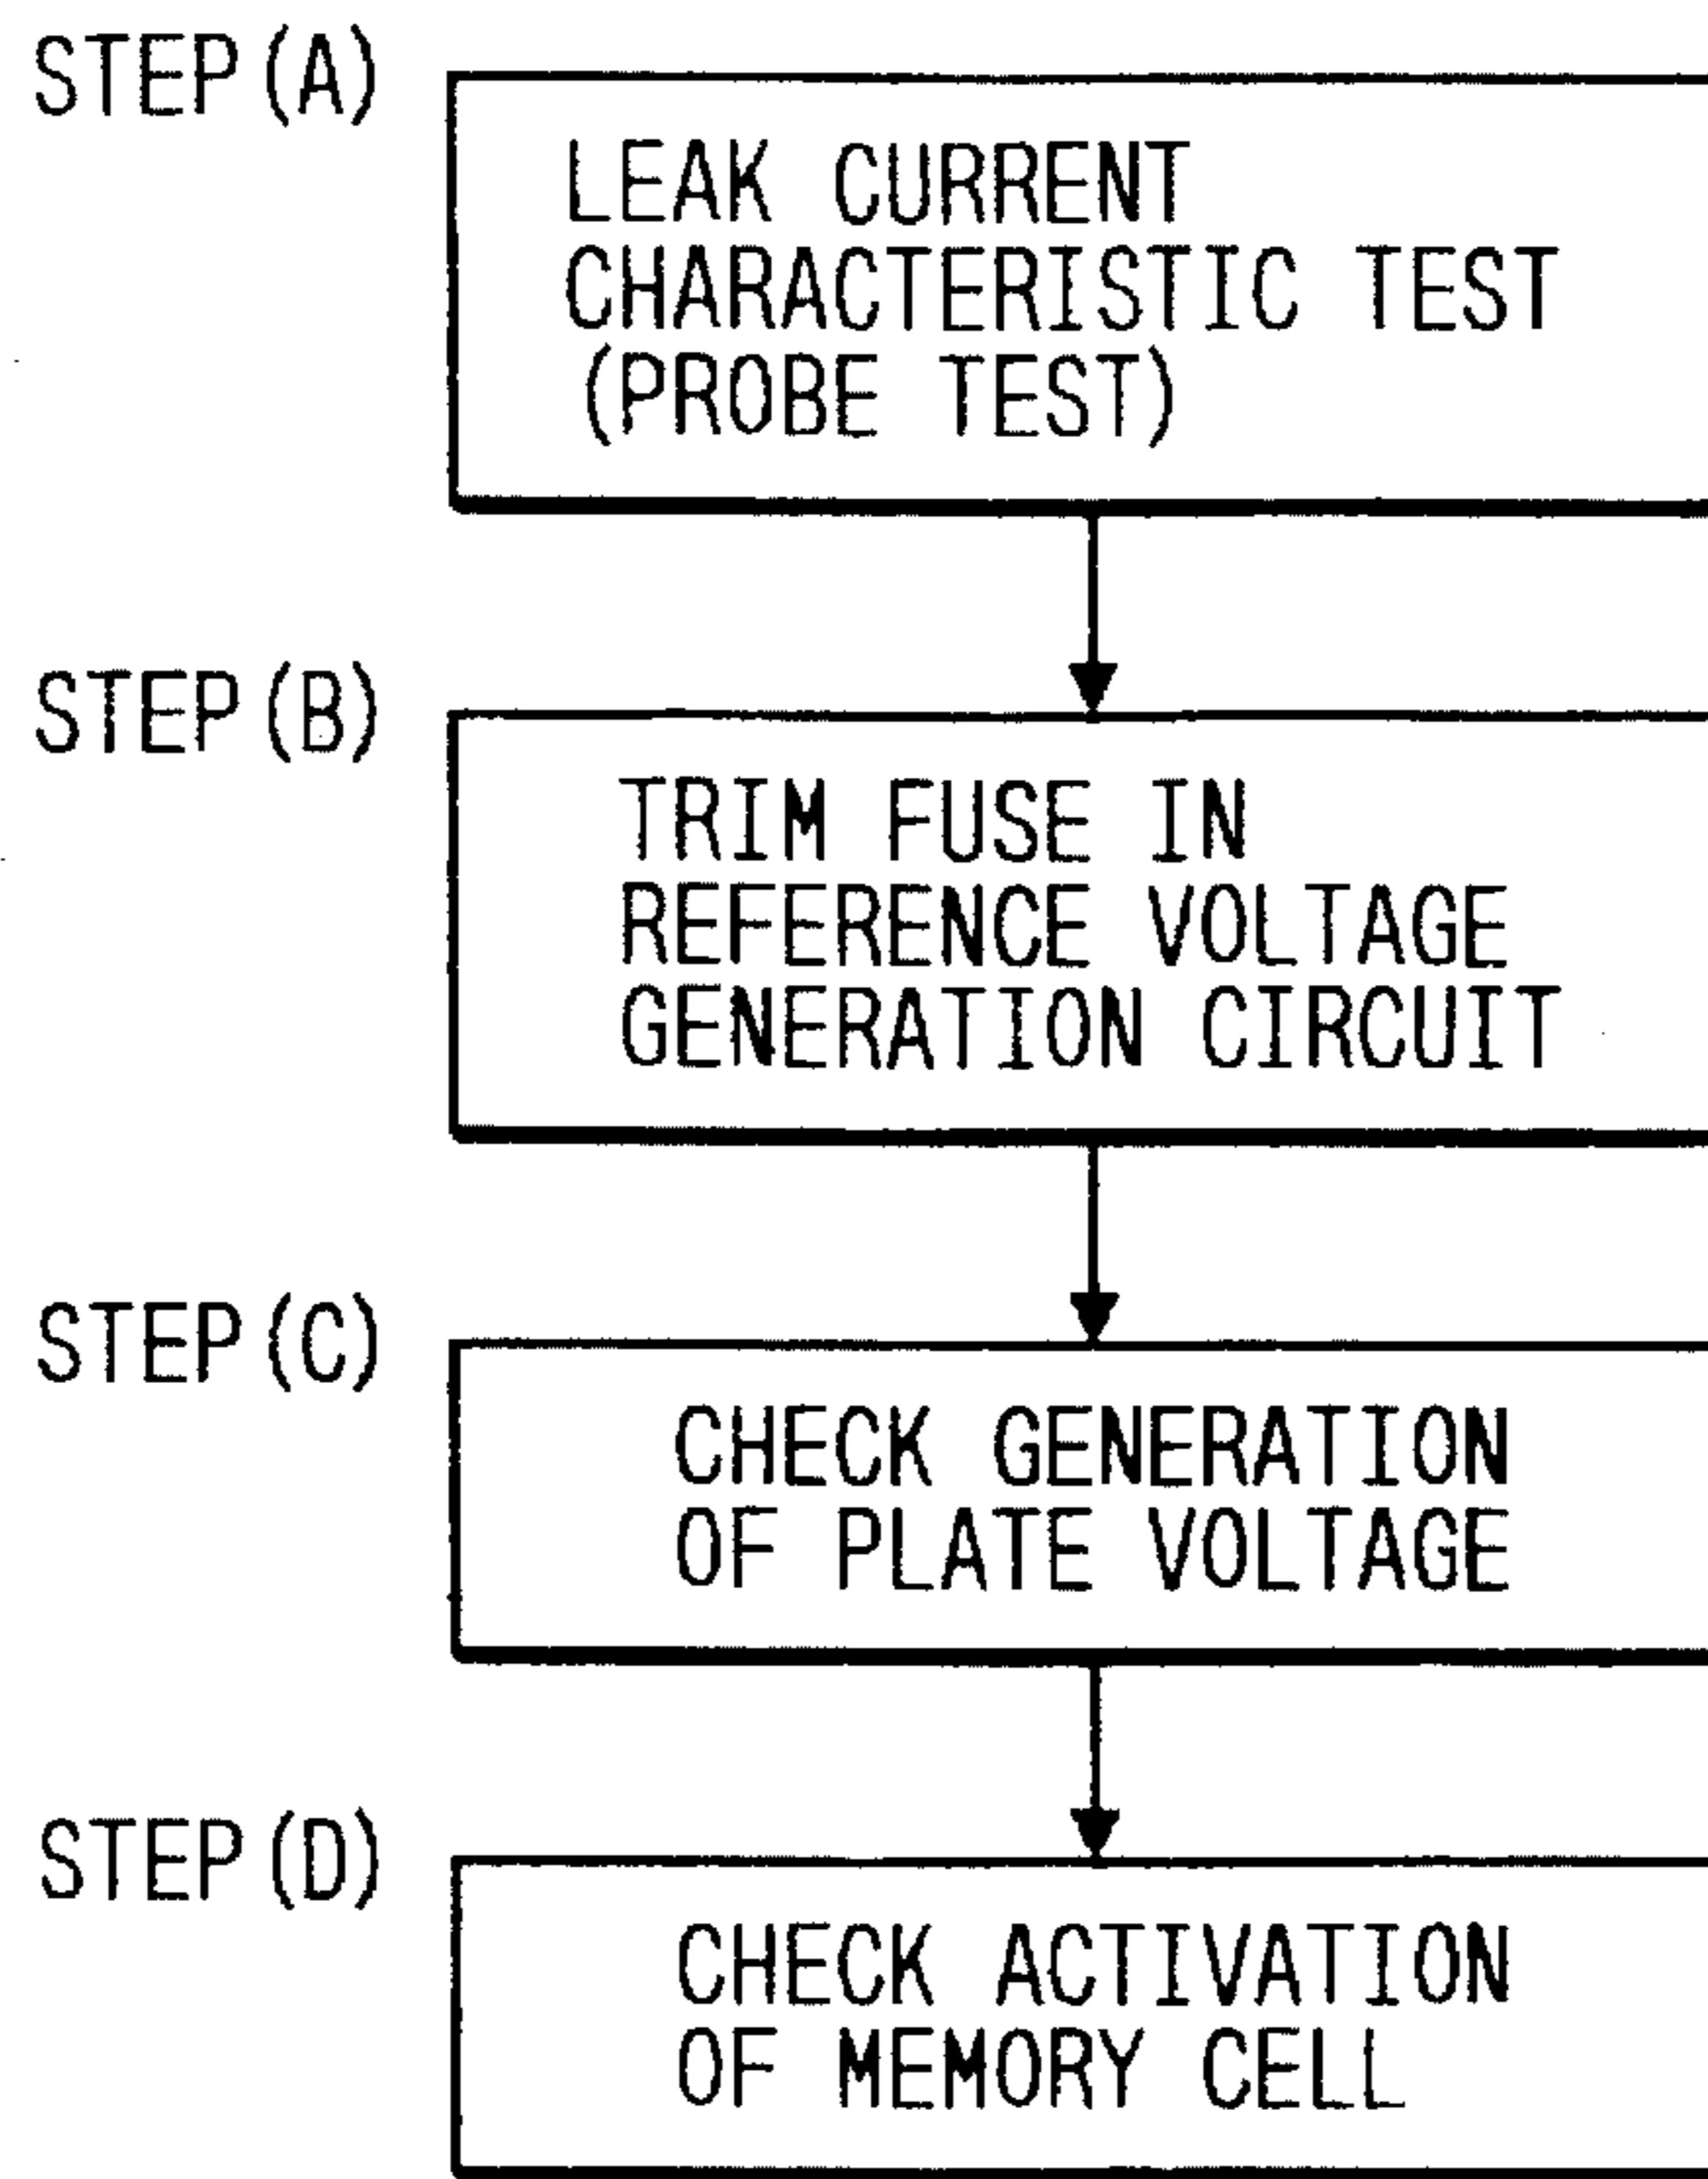 STEP (A)
LEAK CURRENT
CHARACTERISTIC TEST
(PROBE TEST)
STEP (B)
TRIM FUSE IN
REFERENCE VOLTAGE
GENERATION CIRCUIT
STEP (C)
CHECK GENERATION
OF PLATE VOLTAGE
STEP (D)
CHECK ACTIVATION
OF MEMORY CELL